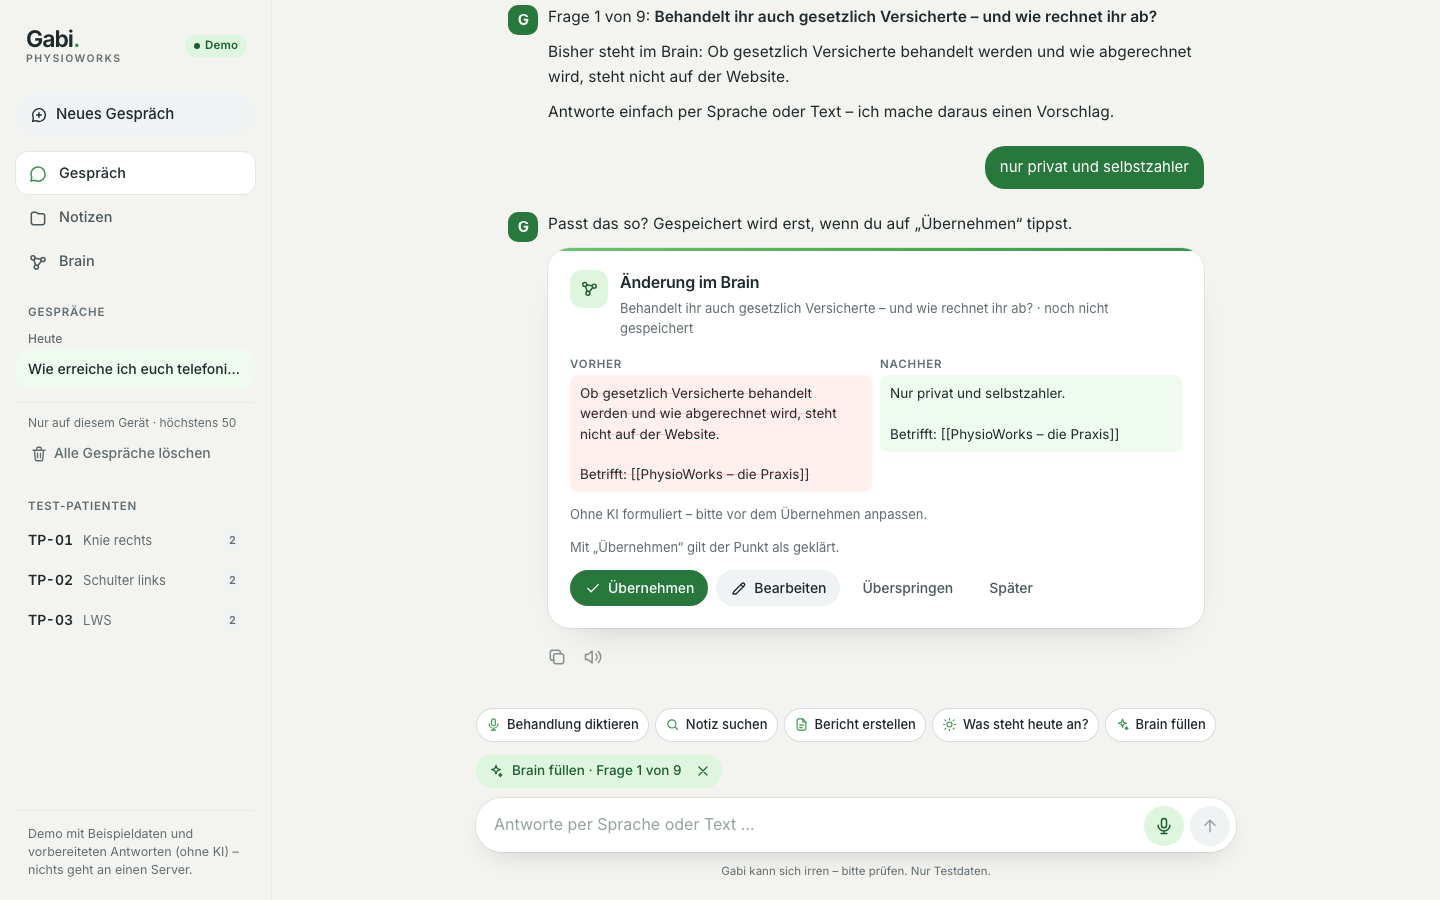 Gabi.
PHYSIOWORKS
Demo
Neues Gespräch
Gespräch
Notizen
Brain
GESPRÄCHE
Heute
Wie erreiche ich euch telefoni...
Nur auf diesem Gerät · höchstens 50
Alle Gespräche löschen
TEST-PATIENTEN
TP-01 Knie rechts 2
TP-02 Schulter links 2
TP-03 LWS 2
Demo mit Beispieldaten und
vorbereiteten Antworten (ohne KI) –
nichts geht an einen Server.
G
Frage 1 von 9: Behandelt ihr auch gesetzlich Versicherte – und wie rechnet ihr ab?
Bisher steht im Brain: Ob gesetzlich Versicherte behandelt werden und wie abgerechnet
wird, steht nicht auf der Website.
Antworte einfach per Sprache oder Text – ich mache daraus einen Vorschlag.
nur privat und selbstzahler
G
Passt das so? Gespeichert wird erst, wenn du auf „Übernehmen“ tippst.
Änderung im Brain
Behandelt ihr auch gesetzlich Versicherte – und wie rechnet ihr ab? · noch nicht
gespeichert
VORHER
Ob gesetzlich Versicherte behandelt
werden und wie abgerechnet wird, steht
nicht auf der Website.
Betrifft: [[PhysioWorks – die Praxis]]
NACHHER
Nur privat und selbstzahler.
Betrifft: [[PhysioWorks – die Praxis]]
Ohne KI formuliert – bitte vor dem Übernehmen anpassen.
Mit „Übernehmen“ gilt der Punkt als geklärt.
Übernehmen
Bearbeiten
Überspringen
Später
Behandlung diktieren
Notiz suchen
Bericht erstellen
Was steht heute an?
Brain füllen
Brain füllen · Frage 1 von 9
Antworte per Sprache oder Text ...
Gabi kann sich irren – bitte prüfen. Nur Testdaten.